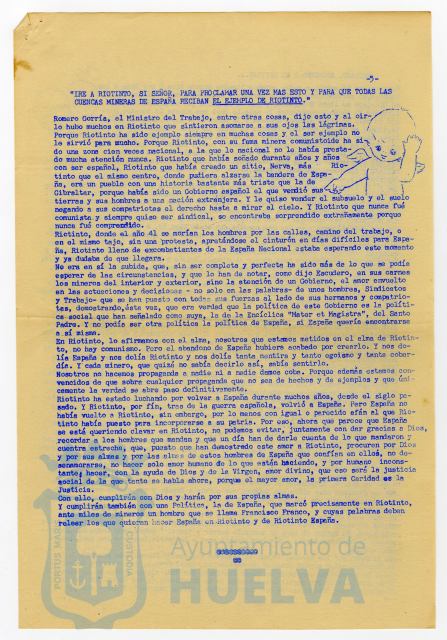 -5-
"IRE A RIOTINTO, SI SEÑOR, PARA PROCLAMAR UNA VEZ MAS ESTO Y PARA QUE TODAS LAS
CUENCAS MINERAS DE ESPAÑA RECIBAN EL EJEMPLO DE RIOTINTO."
Romero Gorría, el Ministro del Trabajo, entre otras cosas, dijo esto y al oir-
lo hubo muchos en Riotinto que sintieron asomarse a sus ojos las lágrimas.
Porque Riotinto ha sido ejemplo siempre en muchas cosas y el ser ejemplo no
le sirvió para mucho. Porque Riotinto, con su fama minera comunistoide ha si-
do una zona cien veces nacional, a la que lo nacional no le había presta-
do mucha atención nunca. Riotinto que había soñado durante años y años
con ser español, Riotinto que había creado un sitio, Nerva, más Rio-
tinto que el mismo centro, donde pudiera alzarse la bandera de Espa-
ña, era un pueblo con una historia bastante más triste que la de
Gibraltar, porque había sido un Gobierno español el que vendió su
tierra y sus hombres a una nación extranjera. Y le quiso vender el subsuelo y el suelo
negando a sus compatriotas el derecho hasta a mirar el cielo. Y Riotinto que nunca fué
comunista y siempre quiso ser sindical, se encontraba sorprendido extrañamente porque
nunca fué comprendido.
Riotinto, donde el año 41 se morían los hombres por las calles, camino del trabajo, o
en el mismo tajo, sin una protesta, apretándose el cinturón en días difíciles para Espa-
ña, Riotinto lleno de excombatientes de la España Nacional estaba esperando este momento
y ya dudaba de que llegara.
No era en sí la subida, que, sin ser completa y perfecta ha sido más de lo que se podía
esperar de las circunstancias, y que lo han de notar, como dijo Escudero, en sus carnes
los mineros del interior y exterior, sino la atención de un Gobierno, el amor envuelto
en las actuaciones y decisiones - no solo en las palabras- de unos hombres, Sindicatos
y Trabajo- que se han puesto con todas sus fuerzas al lado de sus hermanos y compatrio-
tas, demostrando, ésta vez, que era verdad que la política de este Gobierno es la políti-
ca social que han señalado como suya, la de la Encíclica "Mater et Magistra", del Santo
Padre. Y no podía ser otra política la política de España, si España quería encontrarse
a sí misma.
En Riotinto, lo afirmamos con el alma, nosotros que estamos metidos en el alma de Riotin-
to, no hay comunismo. Pero el abandono de España hubiera acabado por crearlo. Y nos do-
lía España y nos dolía Riotinto y nos dolía tanta mentira y tanto egoismo y tanta cobar-
día. Y cada minero, que quizá no sabía decirlo así, sabía sentirlo.
Nosotros no hacemos propaganda a nadie ni a nadie damos coba. Porque además estamos con-
vencidos de que sobra cualquier propaganda que no sea de hechos y de ejemplos y que úni-
camente la verdad se abre paso definitivamente.
Riotinto ha estado luchando por volver a España durante muchos años, desde el siglo pa-
sado. Y Riotinto, por fin, tras de la guerra española, volvió a España. Pero España no
había vuelto a Riotinto, sin embargo, por lo menos con igual o parecido afán al que Rio-
tinto había puesto para incorporarse a su patria. Por eso, ahora que parece que España
se está queriendo clavar en Riotinto, no podemos evitar, juntamente con dar gracias a Dios,
recordar a los hombres que mandan y que un día han de darle cuenta de lo que mandaron y
cuenta estrecha, que, puesto que han demostrado este amor a Riotinto, procuren por Dios
y por sus almas y por las almas de estos hombres de España que confían en ellos, no de-
senamorarse, no hacer solo amor humano de lo que están haciendo, y por humano incons-
tante; hacer, con la ayuda de Dios y de la Virgen, amor divino, que eso será la Justicia
social de la que tanto se habla ahora, porque el mayor amor, la primera Caridad es la
Justicia.
Con ello, cumplirán con Dios y harán por sus propias almas.
Y cumplirán también con una Política, la de España, que marcó precisamente en Riotinto,
ante miles de mineros un hombre que se llama Francisco Franco, y cuyas palabras deben
releer los que quieran hacer España en Riotinto y de Riotinto España.
Ayuntamiento de
HUELVA